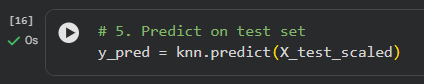 [16]
0s
# 5. Predict on test set
y_pred = knn.predict(X_test_scaled)